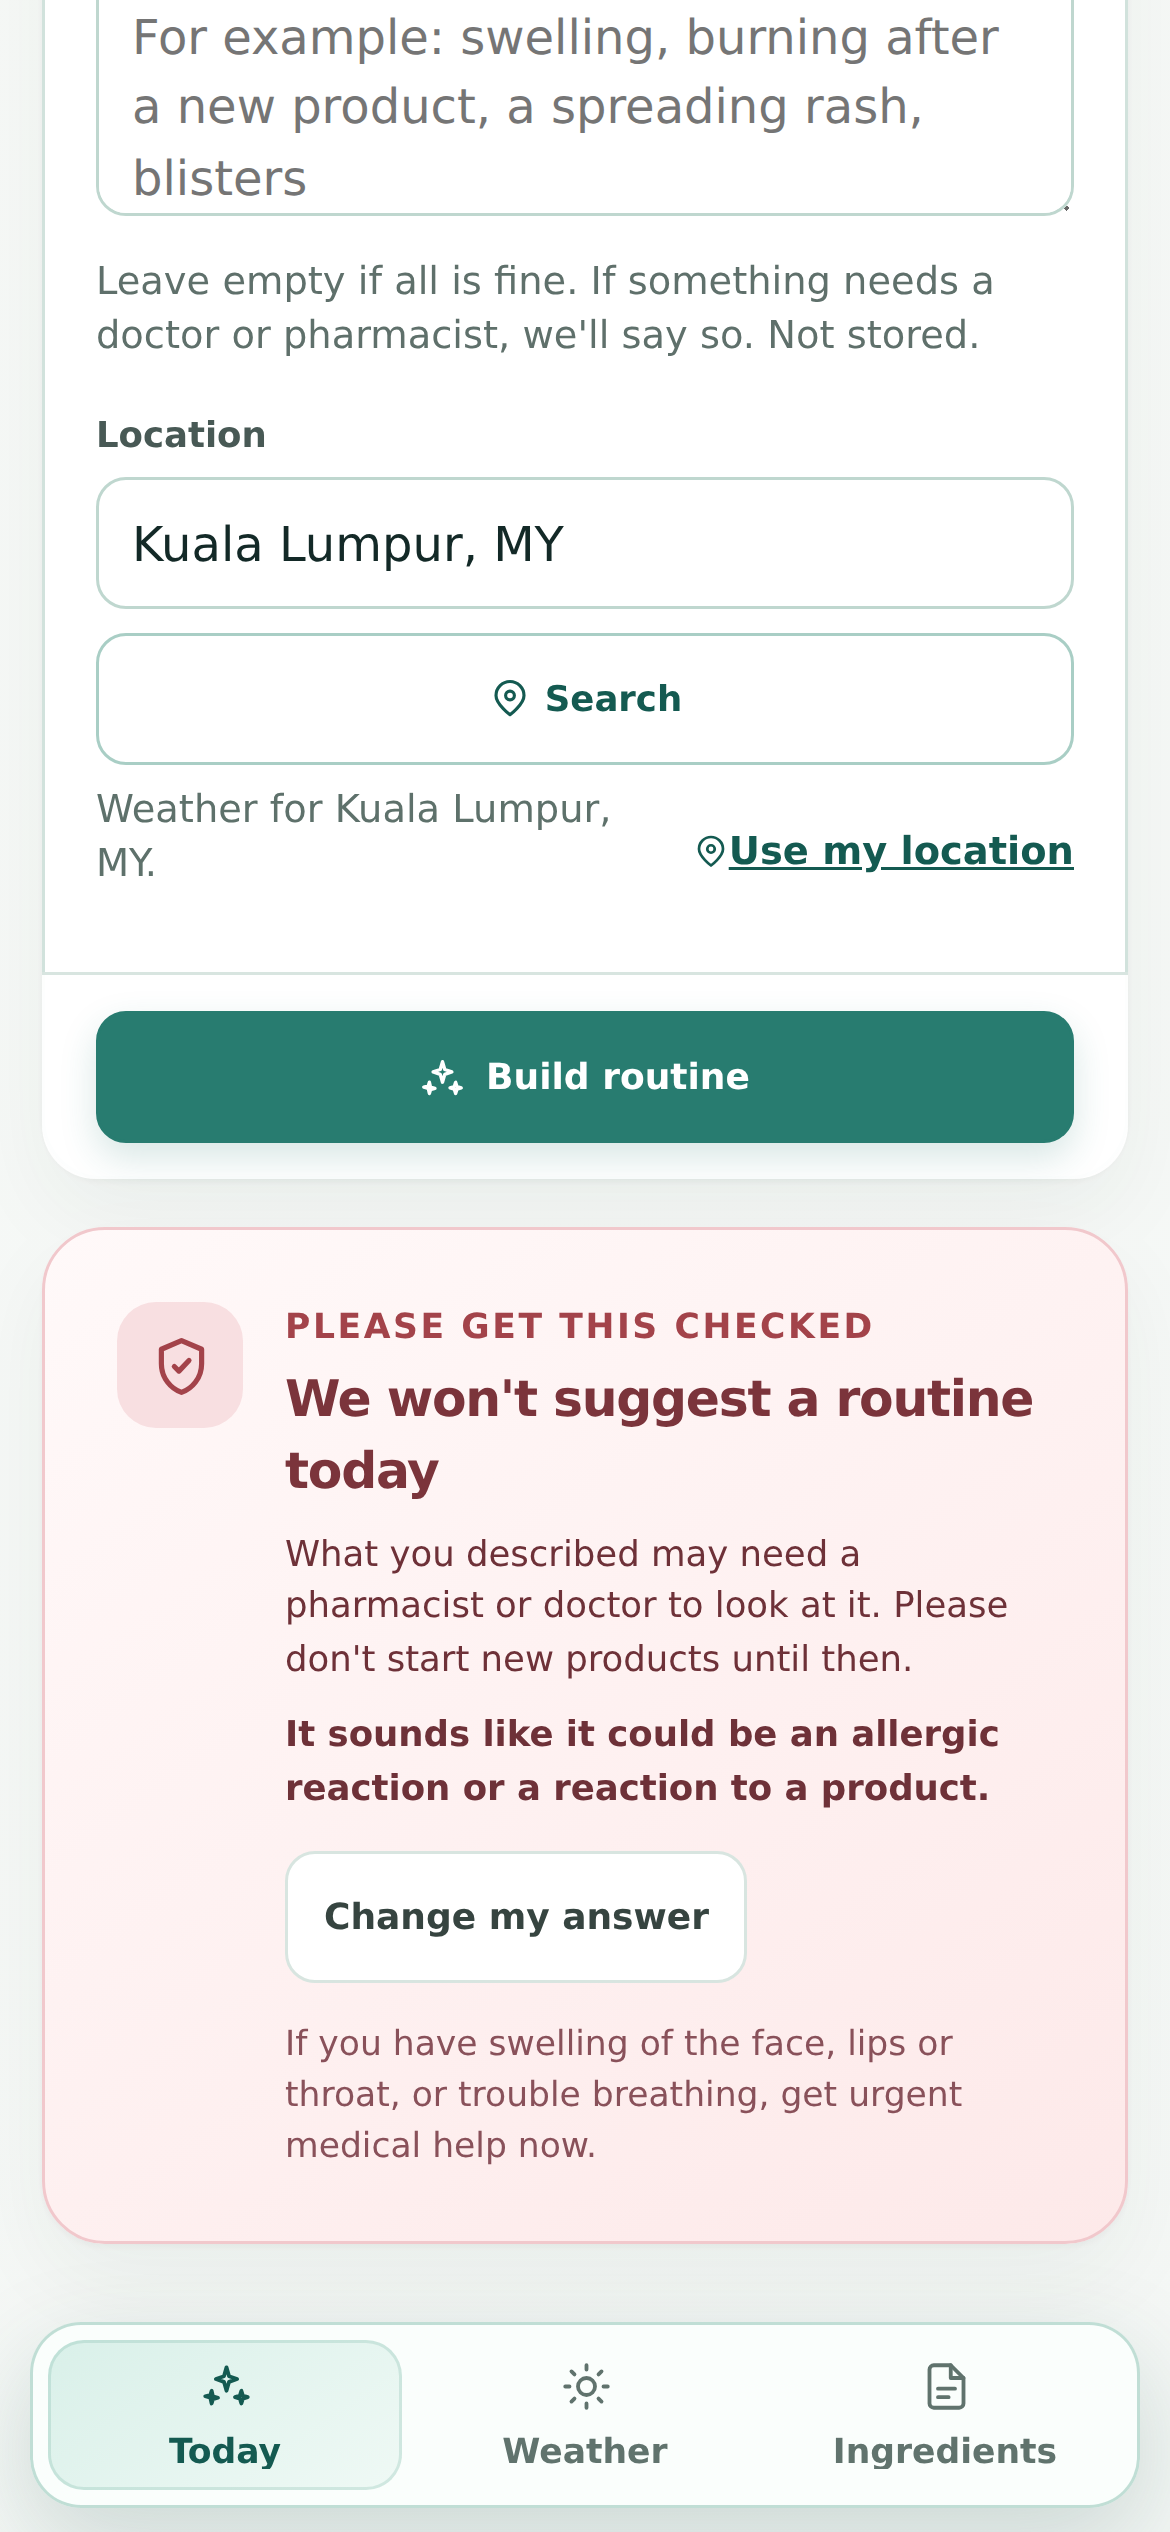 For example: swelling, burning after
a new product, a spreading rash,
blisters
Leave empty if all is fine. If something needs a
doctor or pharmacist, we'll say so. Not stored.
Location
Kuala Lumpur, MY
Search
Weather for Kuala Lumpur,
MY.
Use my location
Build routine
PLEASE GET THIS CHECKED
We won't suggest a routine
today
What you described may need a
pharmacist or doctor to look at it. Please
don't start new products until then.
It sounds like it could be an allergic
reaction or a reaction to a product.
Change my answer
If you have swelling of the face, lips or
throat, or trouble breathing, get urgent
medical help now.
Today
Weather
Ingredients